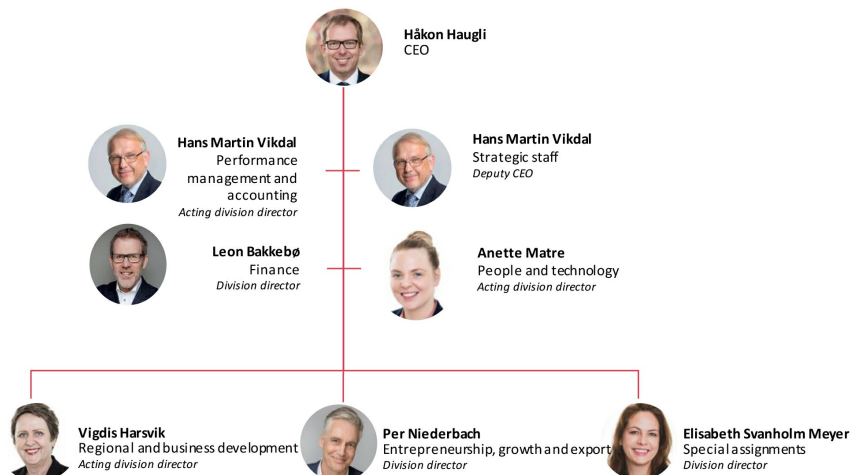 Håkon Haugli
CEO
Hans Martin Vikdal
Performance
management and
accounting
Acting division director
Hans Martin Vikdal
Strategic staff
Deputy CEO
Leon Bakkebø
Finance
Division director
Anette Matre
People and technology
Acting division director
Vigdis Harsvik
Regional and business development
Acting division director
Per Niederbach
Entrepreneurship, growth and export
Division director
Elisabeth Svanholm Meyer
Special assignments
Division director